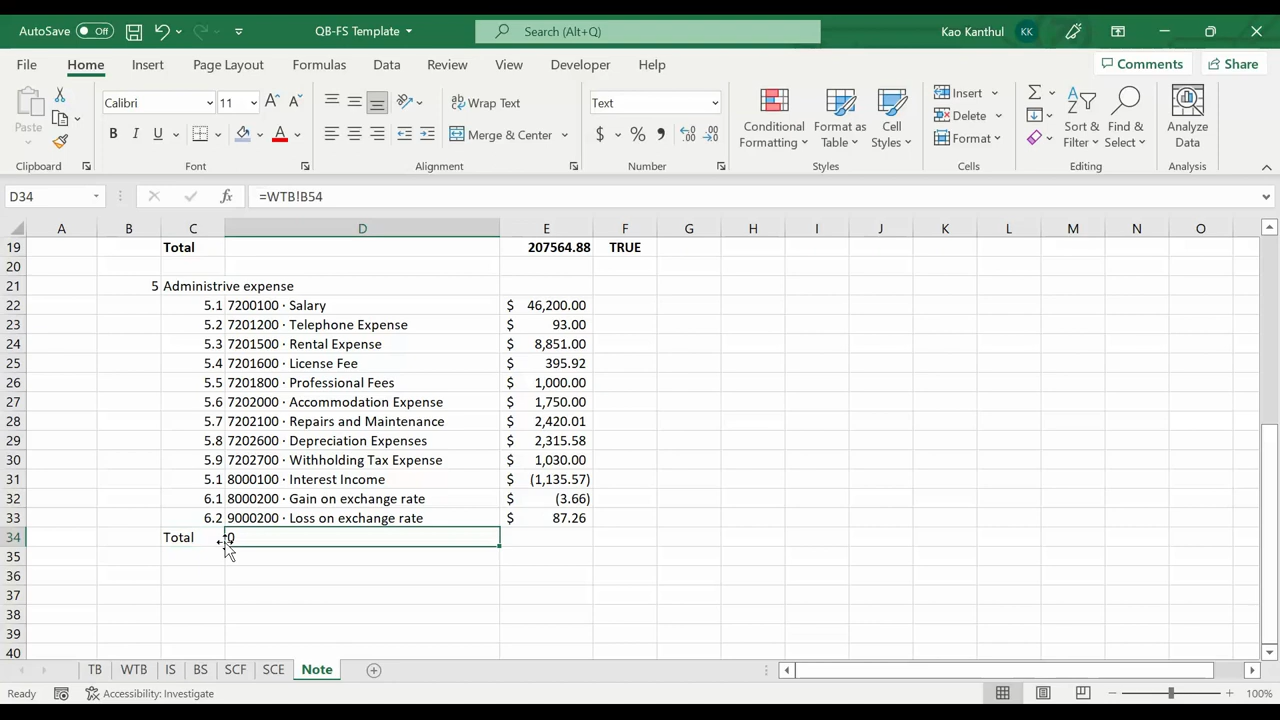 AutoSave Off QB-FS Template Search (Alt+Q) Kao Kanthul KK
File Home Insert Page Layout Formulas Data Review View Developer Help Comments Share
Paste Calibri 11 Wrap Text Text Conditional Formatting Format as Table Cell Styles Insert Sort & Filter Find & Select Analyze Data
B I U Merge & Center $ % Delete
Format
Clipboard Font Alignment Number Styles Cells Editing Analysis
D34 fx =WTB!B54
A B C D E F G H I J K L M N O
19 Total 207564.88 TRUE
20
21 5 Administrive expense
22 5.1 7200100 · Salary $ 46,200.00
23 5.2 7201200 · Telephone Expense $ 93.00
24 5.3 7201500 · Rental Expense $ 8,851.00
25 5.4 7201600 · License Fee $ 395.92
26 5.5 7201800 · Professional Fees $ 1,000.00
27 5.6 7202000 · Accommodation Expense $ 1,750.00
28 5.7 7202100 · Repairs and Maintenance $ 2,420.01
29 5.8 7202600 · Depreciation Expenses $ 2,315.58
30 5.9 7202700 · Withholding Tax Expense $ 1,030.00
31 5.1 8000100 · Interest Income $ (1,135.57)
32 6.1 8000200 · Gain on exchange rate $ (3.66)
33 6.2 9000200 · Loss on exchange rate $ 87.26
34 Total 0
35
36
37
38
39
40
TB WTB IS BS SCF SCE Note
Ready Accessibility: Investigate 100%